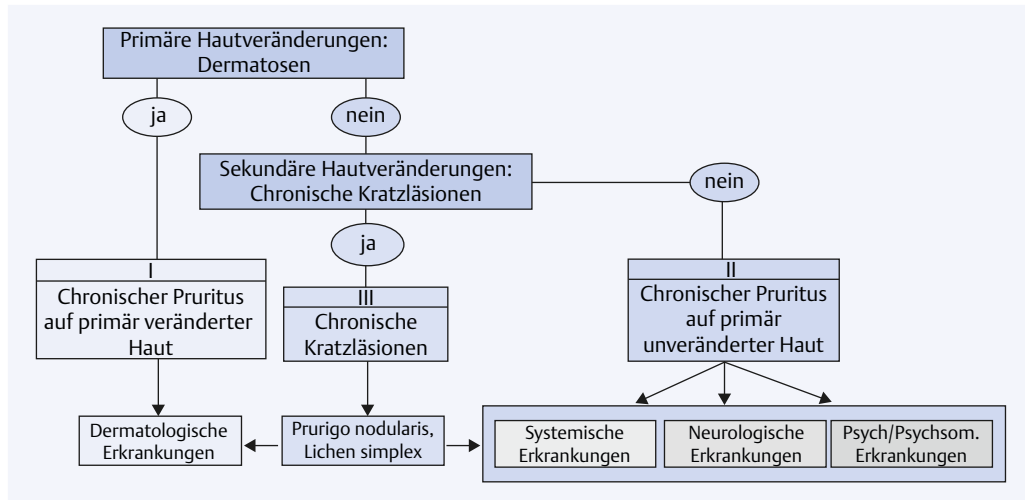 Primäre Hautveränderungen:
Dermatosen
ja
nein
Sekundäre Hautveränderungen:
Chronische Kratzläsionen
nein
ja
I
Chronischer Pruritus
auf primär veränderter
Haut
III
Chronische
Kratzläsionen
II
Chronischer Pruritus
auf primär
unveränderter Haut
Dermatologische
Erkrankungen
Prurigo nodularis,
Lichen simplex
Systemische
Erkrankungen
Neurologische
Erkrankungen
Psych/Psychsom.
Erkrankungen